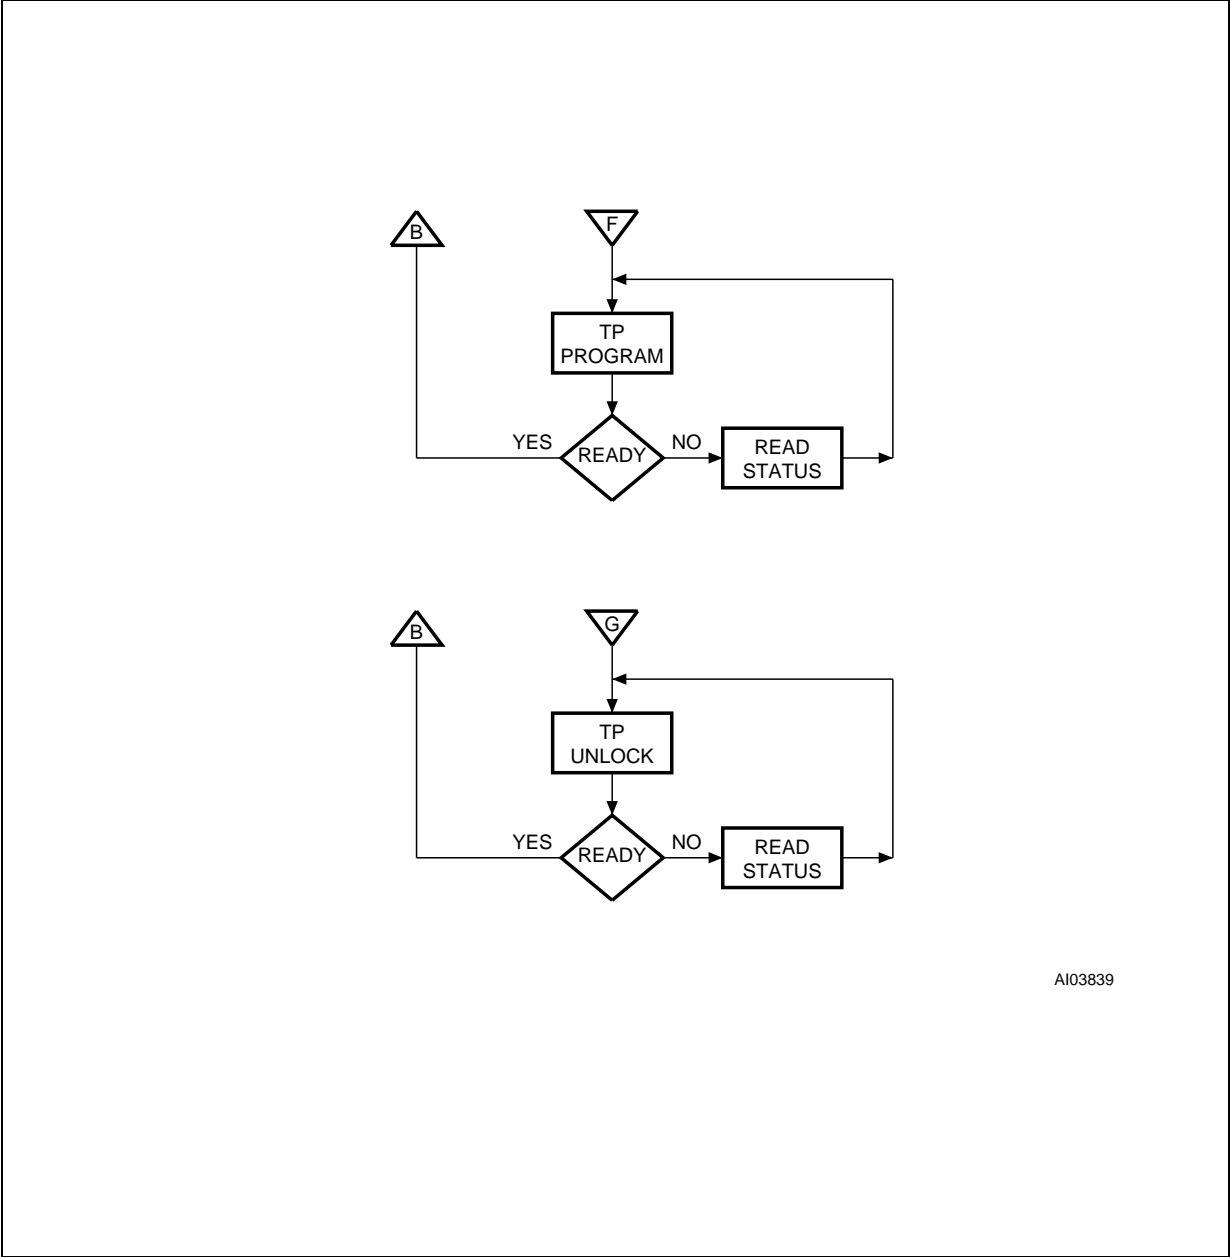 B
F
TP
PROGRAM
YES
READY
NO
READ
STATUS
B
G
TP
UNLOCK
YES
READY
NO
READ
STATUS
AI03839